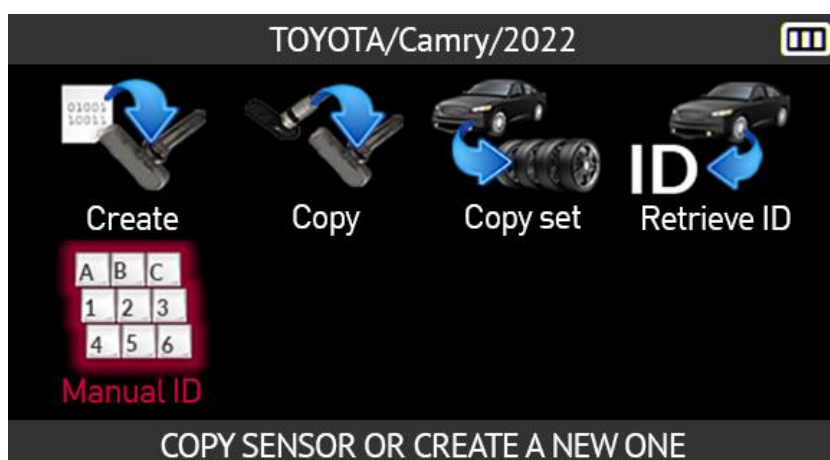 TOYOTA/Camry/2022
01001
10011
Create
Copy
Copy set
ID
Retrieve ID
A B C
1 2 3
4 5 6
Manual ID
COPY SENSOR OR CREATE A NEW ONE